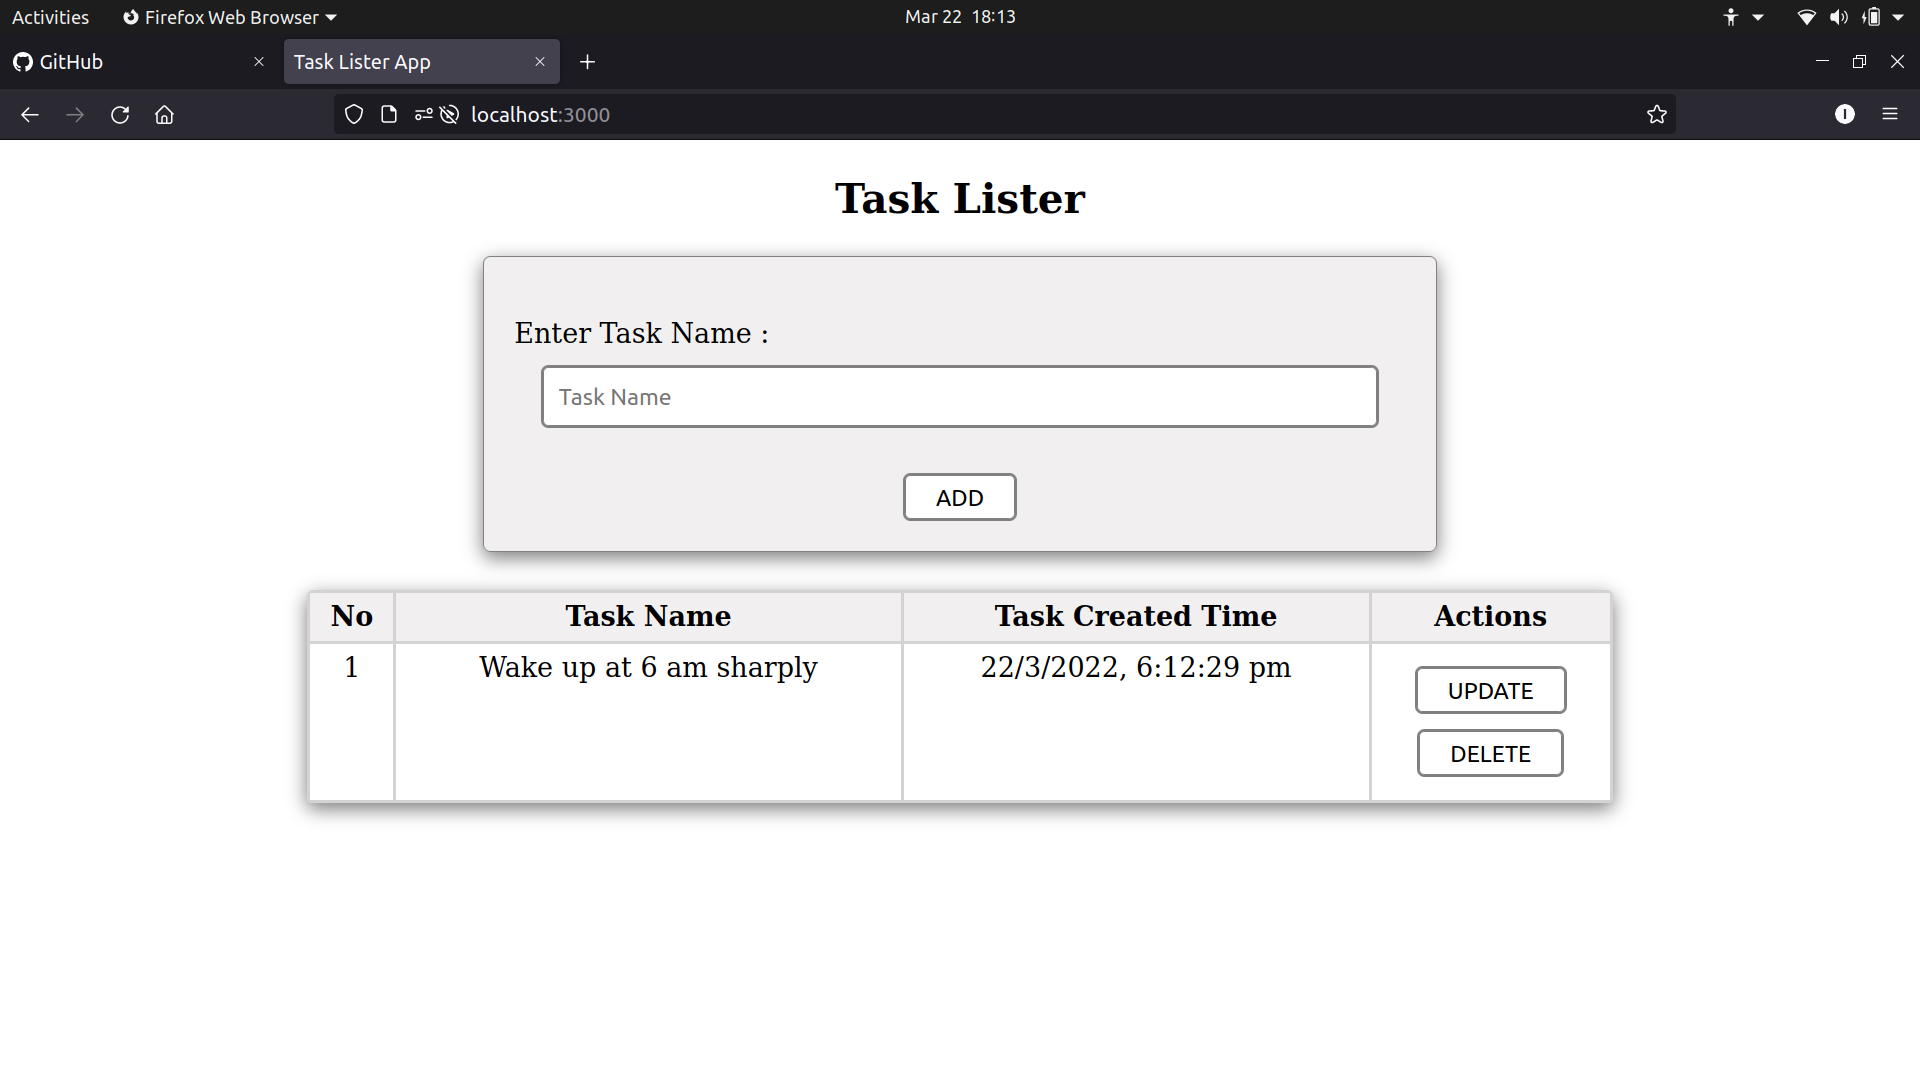 Activities Firefox Web Browser Mar 22 18:13
GitHub Task Lister App
localhost:3000
Task Lister
Enter Task Name :
Task Name
ADD
No Task Name Task Created Time Actions
1 Wake up at 6 am sharply 22/3/2022, 6:12:29 pm UPDATE
DELETE